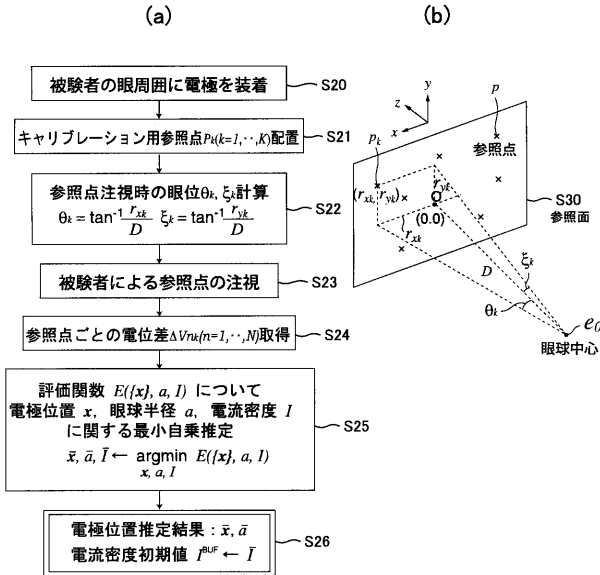 (a)
被験者の眼周囲に電極を装着
S20
キャリブレーション用参照点Pk(k=1,‥,K)配置
S21
参照点注視時の眼位θk, ξk計算
θk = tan-1 rxk/D ξk = tan-1 ryk/D
S22
被験者による参照点の注視
S23
参照点ごとの電位差ΔVnk(n=1,‥,N)取得
S24
評価関数 E({x}, a, I) について
電極位置 x, 眼球半径 a, 電流密度 I
に関する最小自乗推定
x̄, ā, Ī ← argmin E({x}, a, I)
x, a, I
S25
電極位置推定結果 : x̄, ā
電流密度初期値 I^BUF ← Ī
S26
(b)
y
z
x
p
参照点
pk
(rxk, ryk)
ryk
O
(0.0)
rxk
S30
参照面
D
ξk
θk
e0
眼球中心